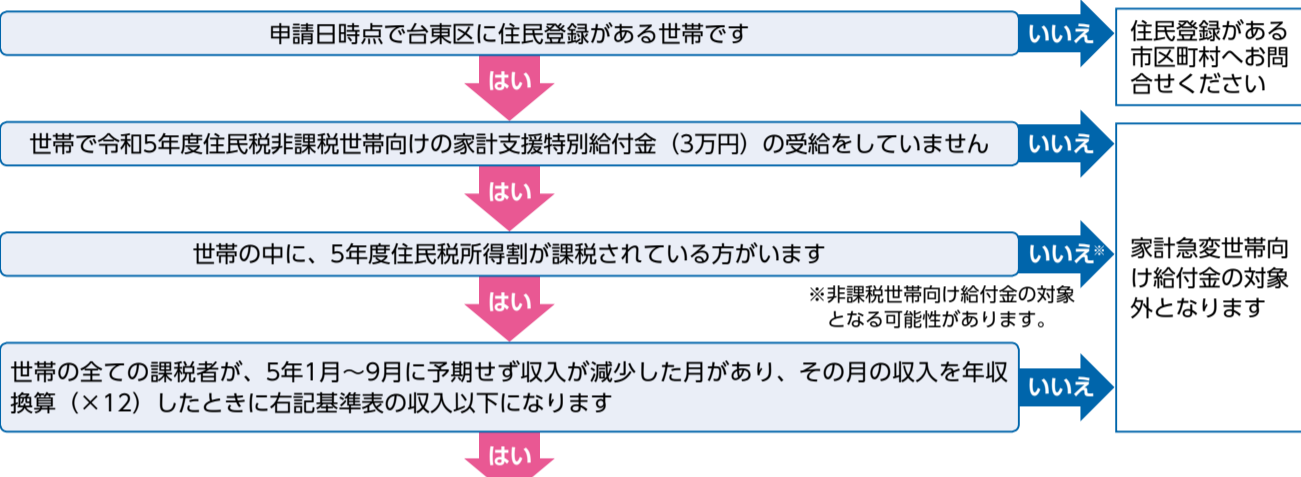 申請日時点で台東区に住民登録がある世帯です
いいえ
住民登録がある
市区町村へお問
合せください
はい
世帯で令和5年度住民税非課税世帯向けの家計支援特別給付金（3万円）の受給をしていません
いいえ
はい
世帯の中に、5年度住民税所得割が課税されている方がいます
いいえ※
家計急変世帯向
け給付金の対象
外となります
※非課税世帯向け給付金の対象
となる可能性があります。
はい
世帯の全ての課税者が、5年1月～9月に予期せず収入が減少した月があり、その月の収入を年収
換算（×12）したときに右記基準表の収入以下になります
いいえ
はい